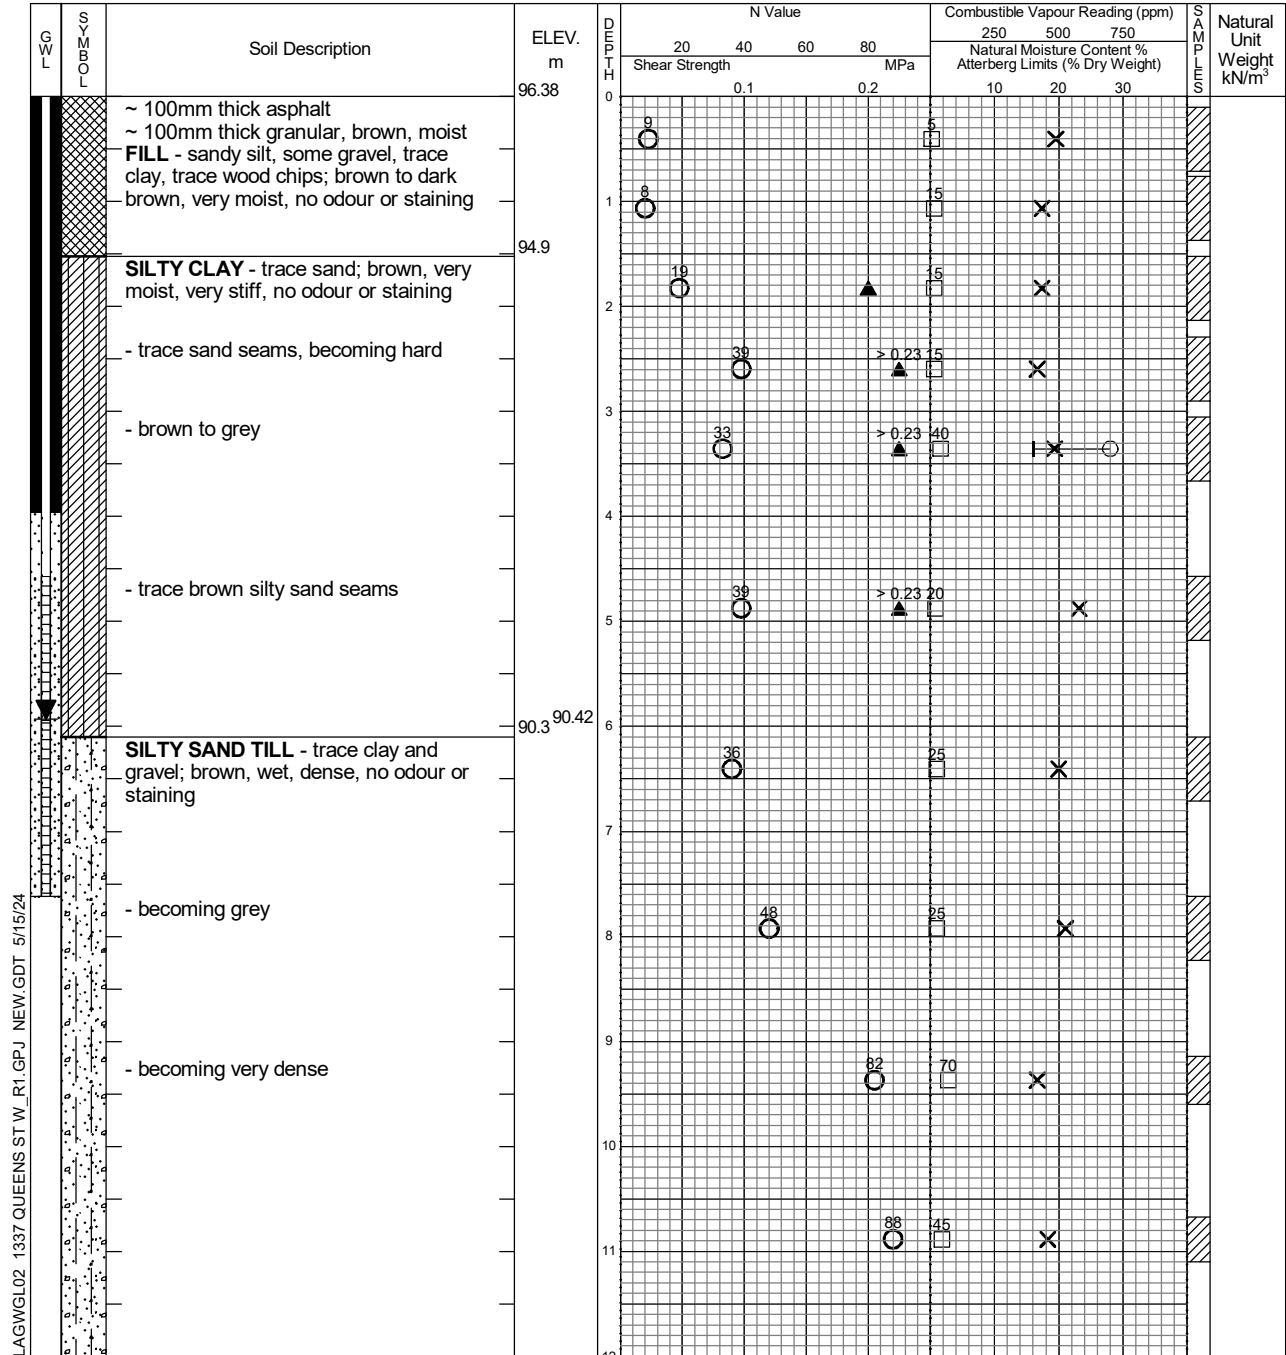 GWL
SYMBOL
Soil Description
ELEV.
m
DEPTH
N Value
20 40 60 80
Shear Strength MPa
0.1 0.2
Combustible Vapour Reading (ppm)
250 500 750
Natural Moisture Content %
Atterberg Limits (% Dry Weight)
10 20 30
SAMPLES
Natural
Unit
Weight
kN/m³
96.38
0
~ 100mm thick asphalt
~ 100mm thick granular, brown, moist
FILL - sandy silt, some gravel, trace
clay, trace wood chips; brown to dark
brown, very moist, no odour or staining
9 5
8 15
1
94.9
SILTY CLAY - trace sand; brown, very
moist, very stiff, no odour or staining
19 15
2
- trace sand seams, becoming hard
39 > 0.23 15
3
- brown to grey
33 > 0.23 40
4
- trace brown silty sand seams
39 > 0.23 20
5
90.3 90.42
6
SILTY SAND TILL - trace clay and
gravel; brown, wet, dense, no odour or
staining
36 25
7
- becoming grey
48 25
8
9
- becoming very dense
82 70
10
88 45
11
12
LAGWGL02 1337 QUEENS ST W_R1.GPJ NEW.GDT 5/15/24